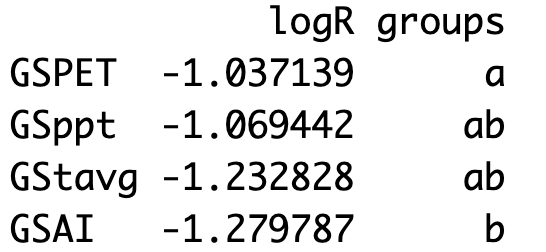 logR groups
GSPET -1.037139 a
GSppt -1.069442 ab
GStavg -1.232828 ab
GSAI -1.279787 b